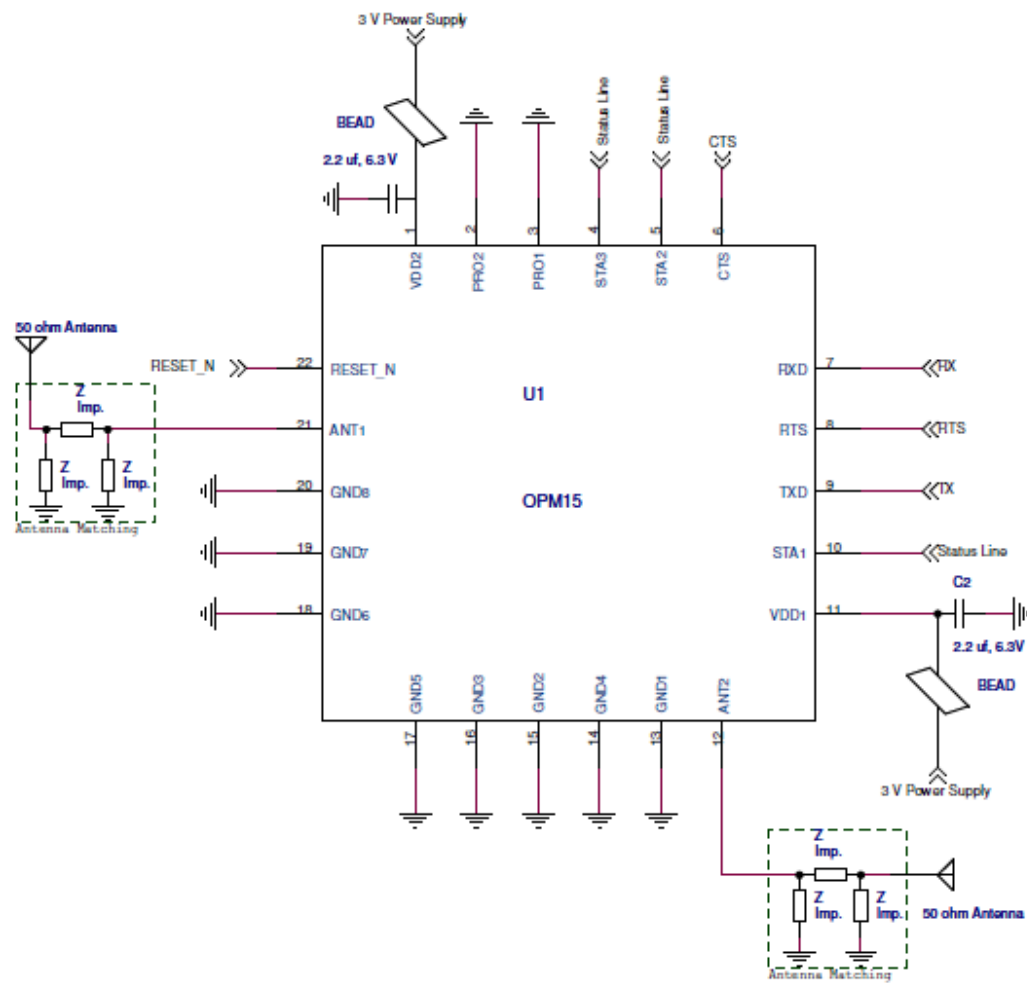 3 V Power Supply
BEAD
2.2 uf, 6.3 V
Status Line
Status Line
CTS
1
2
3
4
5
6
VDD2
PRO2
PRO1
STA3
STA2
CTS
50 ohm Antenna
RESET_N
22
RESET_N
RXD
7
RX
Z
Imp.
U1
21
ANT1
RTS
8
RTS
Z
Imp.
Z
Imp.
20
GND8
OPM15
TXD
9
TX
Antenna Matching
19
GND7
STA1
10
Status Line
C2
18
GND6
VDD1
11
2.2 uf, 6.3V
BEAD
GND5
GND3
GND2
GND4
GND1
ANT2
17
16
15
14
13
12
3 V Power Supply
Z
Imp.
Z
Imp.
Z
Imp.
50 ohm Antenna
Antenna Matching